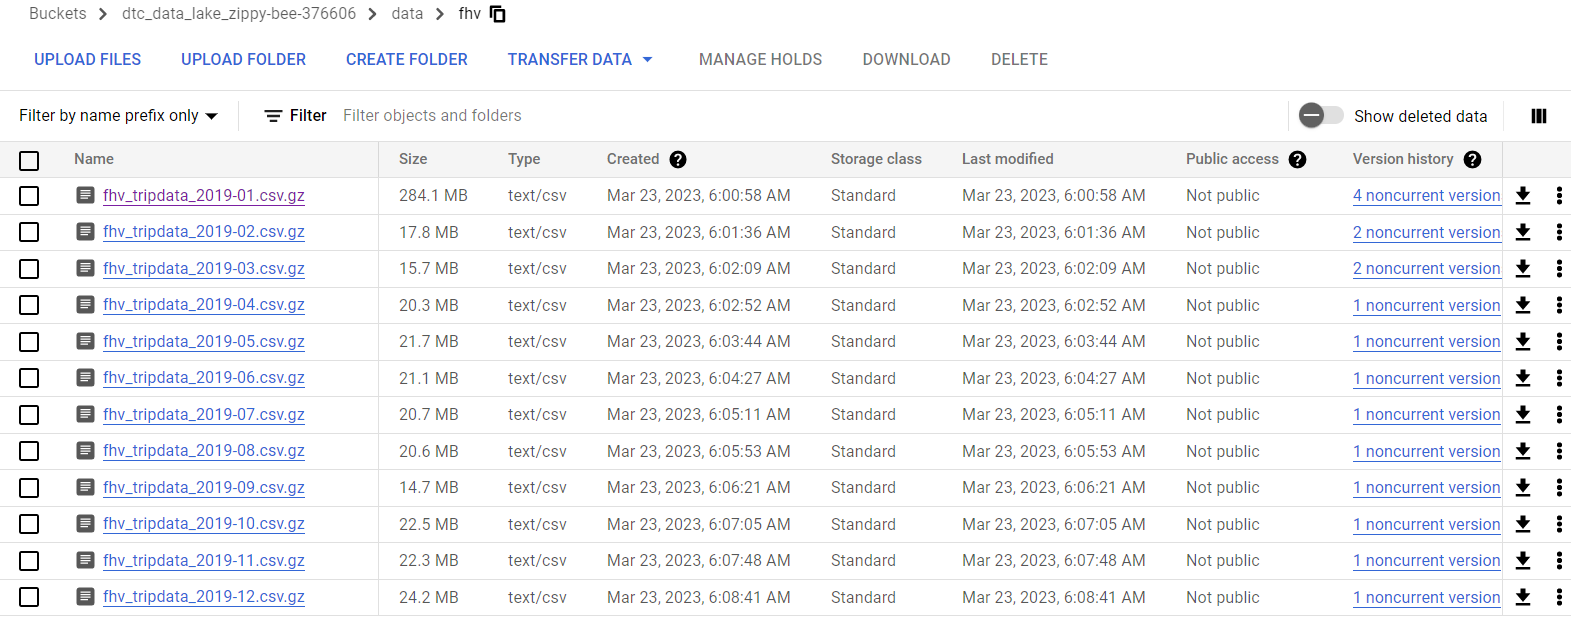 Buckets > dtc_data_lake_zippy-bee-376606 > data > fhv
UPLOAD FILES UPLOAD FOLDER CREATE FOLDER TRANSFER DATA MANAGE HOLDS DOWNLOAD DELETE
Filter by name prefix only Filter Filter objects and folders Show deleted data
Name Size Type Created Storage class Last modified Public access Version history
fhv_tripdata_2019-01.csv.gz 284.1 MB text/csv Mar 23, 2023, 6:00:58 AM Standard Mar 23, 2023, 6:00:58 AM Not public 4 noncurrent version
fhv_tripdata_2019-02.csv.gz 17.8 MB text/csv Mar 23, 2023, 6:01:36 AM Standard Mar 23, 2023, 6:01:36 AM Not public 2 noncurrent version
fhv_tripdata_2019-03.csv.gz 15.7 MB text/csv Mar 23, 2023, 6:02:09 AM Standard Mar 23, 2023, 6:02:09 AM Not public 2 noncurrent version
fhv_tripdata_2019-04.csv.gz 20.3 MB text/csv Mar 23, 2023, 6:02:52 AM Standard Mar 23, 2023, 6:02:52 AM Not public 1 noncurrent version
fhv_tripdata_2019-05.csv.gz 21.7 MB text/csv Mar 23, 2023, 6:03:44 AM Standard Mar 23, 2023, 6:03:44 AM Not public 1 noncurrent version
fhv_tripdata_2019-06.csv.gz 21.1 MB text/csv Mar 23, 2023, 6:04:27 AM Standard Mar 23, 2023, 6:04:27 AM Not public 1 noncurrent version
fhv_tripdata_2019-07.csv.gz 20.7 MB text/csv Mar 23, 2023, 6:05:11 AM Standard Mar 23, 2023, 6:05:11 AM Not public 1 noncurrent version
fhv_tripdata_2019-08.csv.gz 20.6 MB text/csv Mar 23, 2023, 6:05:53 AM Standard Mar 23, 2023, 6:05:53 AM Not public 1 noncurrent version
fhv_tripdata_2019-09.csv.gz 14.7 MB text/csv Mar 23, 2023, 6:06:21 AM Standard Mar 23, 2023, 6:06:21 AM Not public 1 noncurrent version
fhv_tripdata_2019-10.csv.gz 22.5 MB text/csv Mar 23, 2023, 6:07:05 AM Standard Mar 23, 2023, 6:07:05 AM Not public 1 noncurrent version
fhv_tripdata_2019-11.csv.gz 22.3 MB text/csv Mar 23, 2023, 6:07:48 AM Standard Mar 23, 2023, 6:07:48 AM Not public 1 noncurrent version
fhv_tripdata_2019-12.csv.gz 24.2 MB text/csv Mar 23, 2023, 6:08:41 AM Standard Mar 23, 2023, 6:08:41 AM Not public 1 noncurrent version